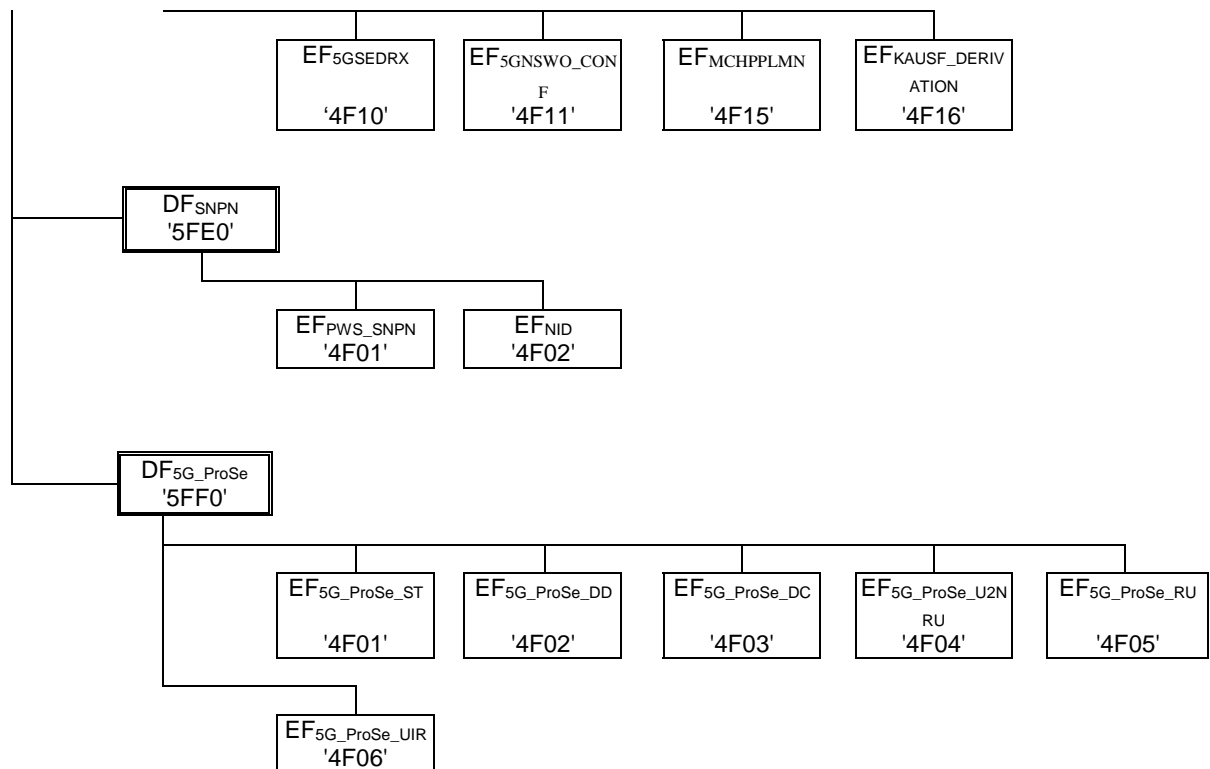 EF5GSEDRX
‘4F10’
EF5GNSWO_CON
F
'4F11'
EFMCHPPLMN
'4F15'
EFKAUSF_DERIV
ATION
'4F16'
DFSNPN
'5FE0'
EFPWS_SNPN
'4F01'
EFNID
'4F02'
DF5G_ProSe
'5FF0'
EF5G_ProSe_ST
'4F01'
EF5G_ProSe_DD
'4F02'
EF5G_ProSe_DC
'4F03'
EF5G_ProSe_U2N
RU
'4F04'
EF5G_ProSe_RU
'4F05'
EF5G_ProSe_UIR
'4F06'